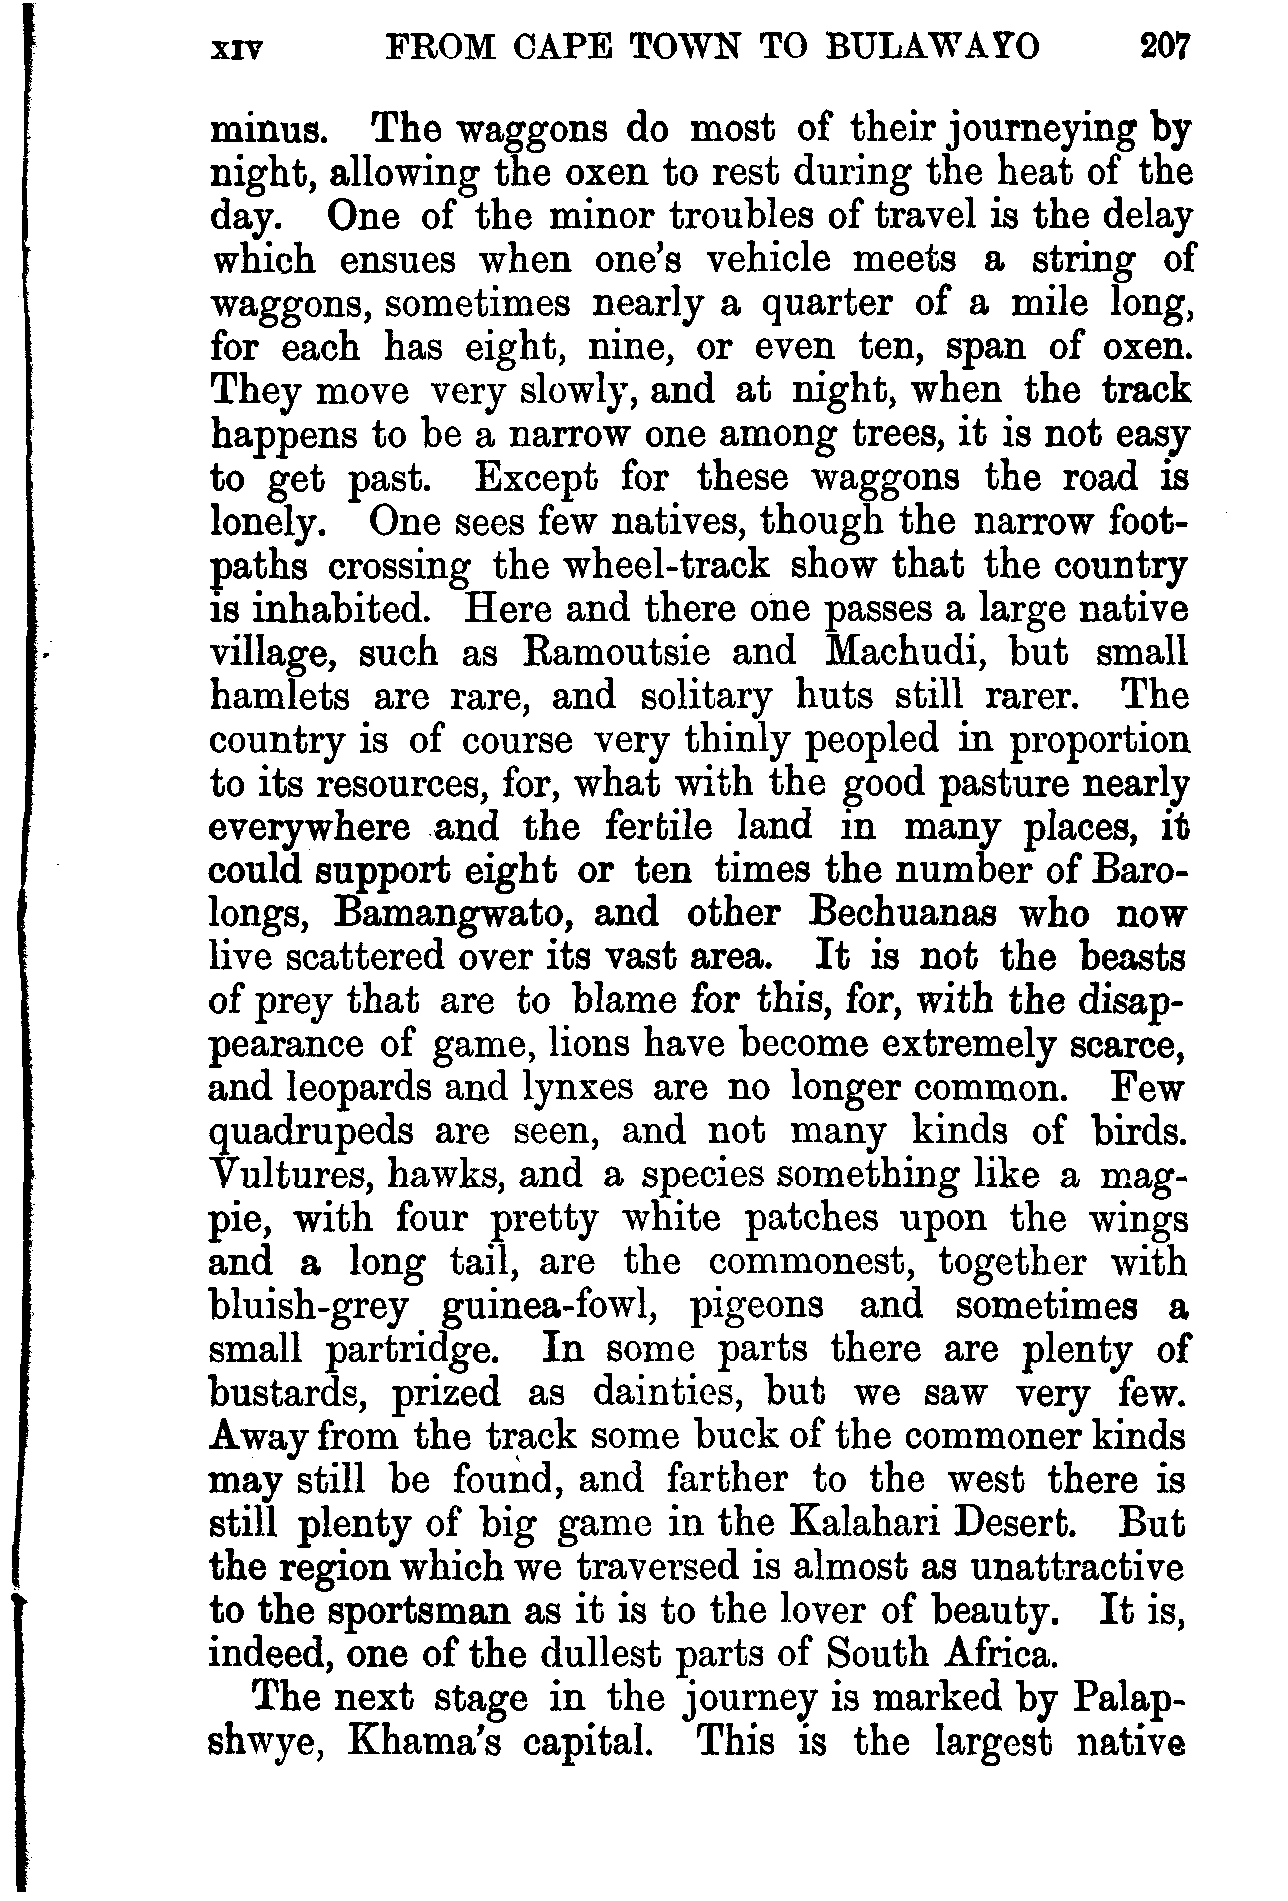 XIV FROM CAPE TOWN TO BULAWAYO 207
minus. The waggons do most of their journeying by
night, allowing the oxen to rest during the heat of the
day. One of the minor troubles of travel is the delay
which ensues when one's vehicle meets a string of
waggons, sometimes nearly a quarter of a mile long,
for each has eight, nine, or even ten, span of oxen.
They move very slowly, and at night, when the track
happens to be a narrow one among trees, it is not easy
to get past. Except for these waggons the road is
lonely. One sees few natives, though the narrow foot-
paths crossing the wheel-track show that the country
is inhabited. Here and there one passes a large native
village, such as Ramoutsie and Machudi, but small
hamlets are rare, and solitary huts still rarer. The
country is of course very thinly peopled in proportion
to its resources, for, what with the good pasture nearly
everywhere and the fertile land in many places, it
could support eight or ten times the number of Baro-
longs, Bamangwato, and other Bechuanas who now
live scattered over its vast area. It is not the beasts
of prey that are to blame for this, for, with the disap-
pearance of game, lions have become extremely scarce,
and leopards and lynxes are no longer common. Few
quadrupeds are seen, and not many kinds of birds.
Vultures, hawks, and a species something like a mag-
pie, with four pretty white patches upon the wings
and a long tail, are the commonest, together with
bluish-grey guinea-fowl, pigeons and sometimes a
small partridge. In some parts there are plenty of
bustards, prized as dainties, but we saw very few.
Away from the track some buck of the commoner kinds
may still be found, and farther to the west there is
still plenty of big game in the Kalahari Desert. But
the region which we traversed is almost as unattractive
to the sportsman as it is to the lover of beauty. It is,
indeed, one of the dullest parts of South Africa.
The next stage in the journey is marked by Palap-
shwye, Khama's capital. This is the largest native